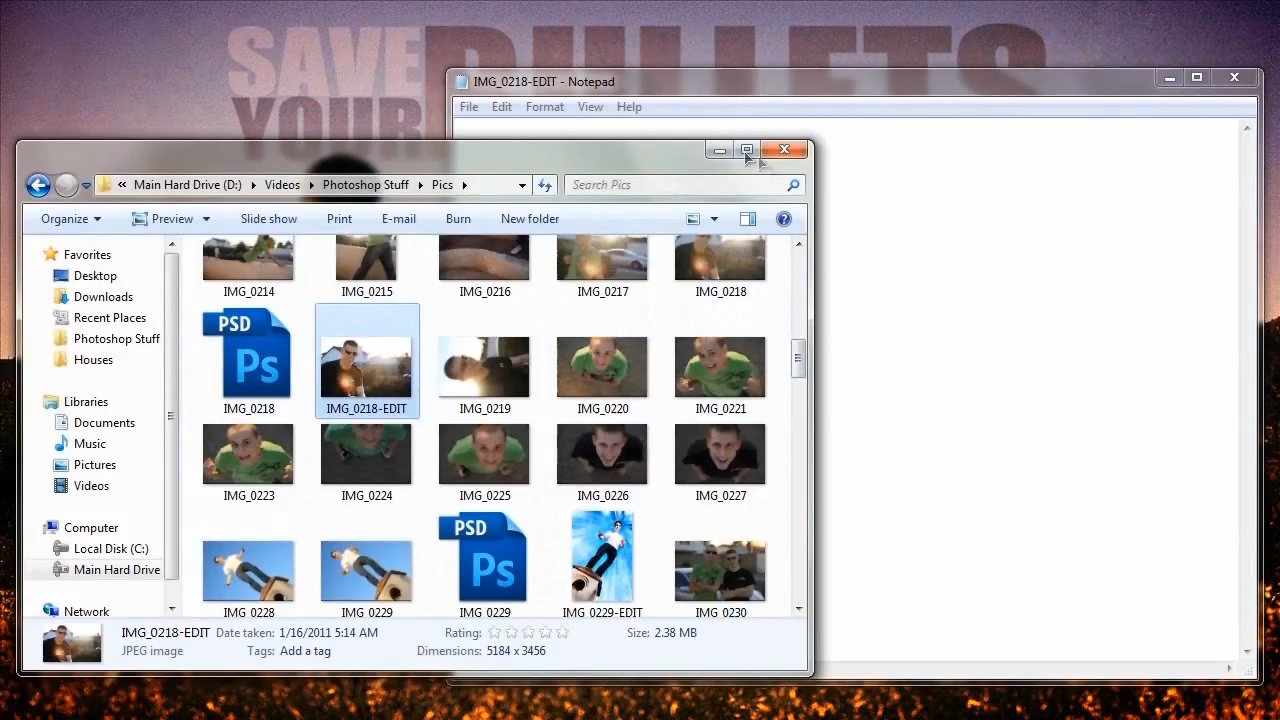 SAVE
YOUR
BULLETS
IMG_0218-EDIT - Notepad
File Edit Format View Help
« Main Hard Drive (D:) Videos Photoshop Stuff Pics
Search Pics
Organize Preview Slide show Print E-mail Burn New folder
Favorites
Desktop
Downloads
Recent Places
Photoshop Stuff
Houses
Libraries
Documents
Music
Pictures
Videos
Computer
Local Disk (C:)
Main Hard Drive
Network
IMG_0214 IMG_0215 IMG_0216 IMG_0217 IMG_0218
PSD
Ps
IMG_0218 IMG_0218-EDIT IMG_0219 IMG_0220 IMG_0221
IMG_0223 IMG_0224 IMG_0225 IMG_0226 IMG_0227
PSD
Ps
IMG_0228 IMG_0229 IMG_0229 IMG_0229-EDIT IMG_0230
IMG_0218-EDIT Date taken: 1/16/2011 5:14 AM Rating: Size: 2.38 MB
JPEG image Tags: Add a tag Dimensions: 5184 x 3456